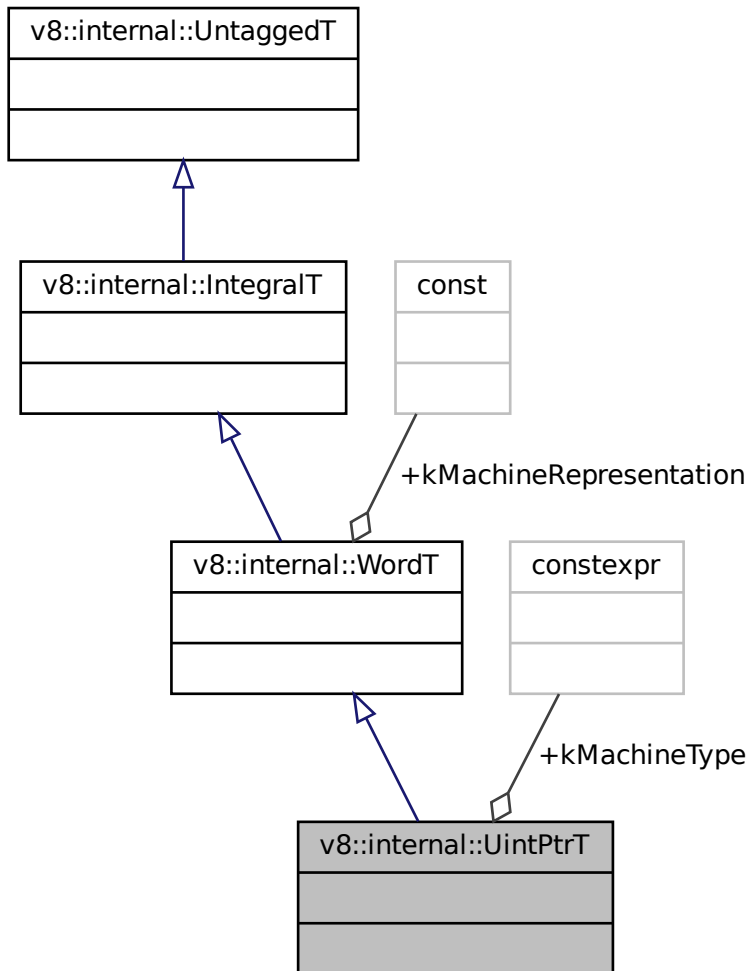 v8::internal::UntaggedT
v8::internal::IntegralT
const
+kMachineRepresentation
v8::internal::WordT
constexpr
+kMachineType
v8::internal::UintPtrT